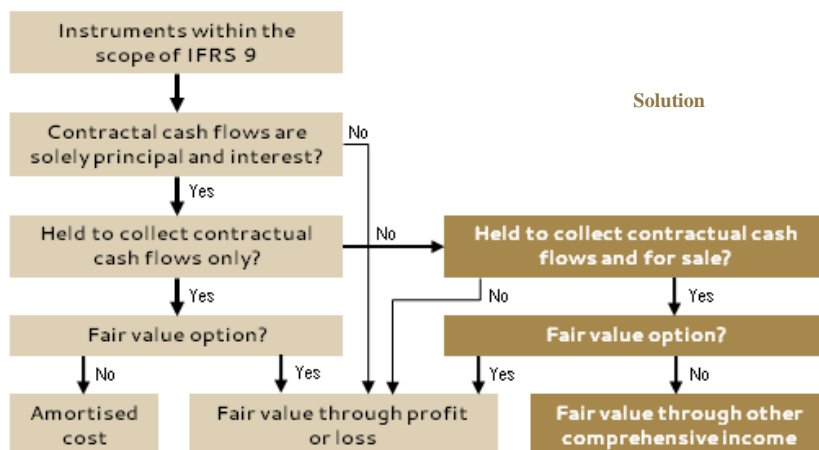 Instruments within the
scope of IFRS 9
Solution
Contractal cash flows are
solely principal and interest?
No
Yes
Held to collect contractual
cash flows only?
No
Held to collect contractual cash
flows and for sale?
Yes
No
Yes
Fair value option?
Fair value option?
No
Yes
Yes
No
Amortised
cost
Fair value through profit
or loss
Fair value through other
comprehensive income